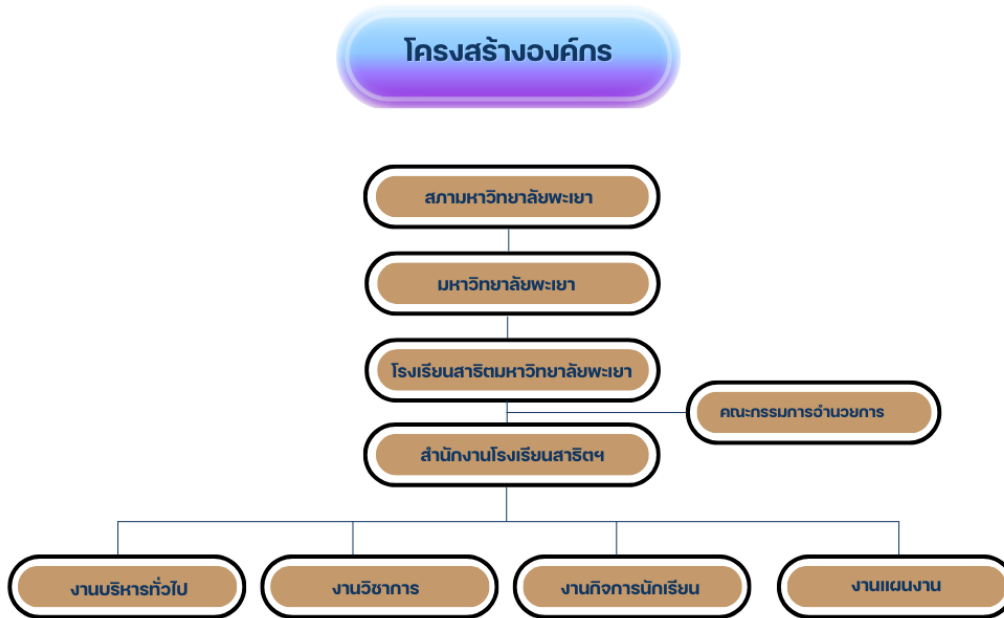 โครงสร้างองค์กร
สภามหาวิทยาลัยพะเยา
มหาวิทยาลัยพะเยา
โรงเรียนสาธิตมหาวิทยาลัยพะเยา
คณะกรรมการอำนวยการ
สำนักงานโรงเรียนสาธิตฯ
งานบริหารทั่วไป
งานวิชาการ
งานกิจการนักเรียน
งานแผนงาน